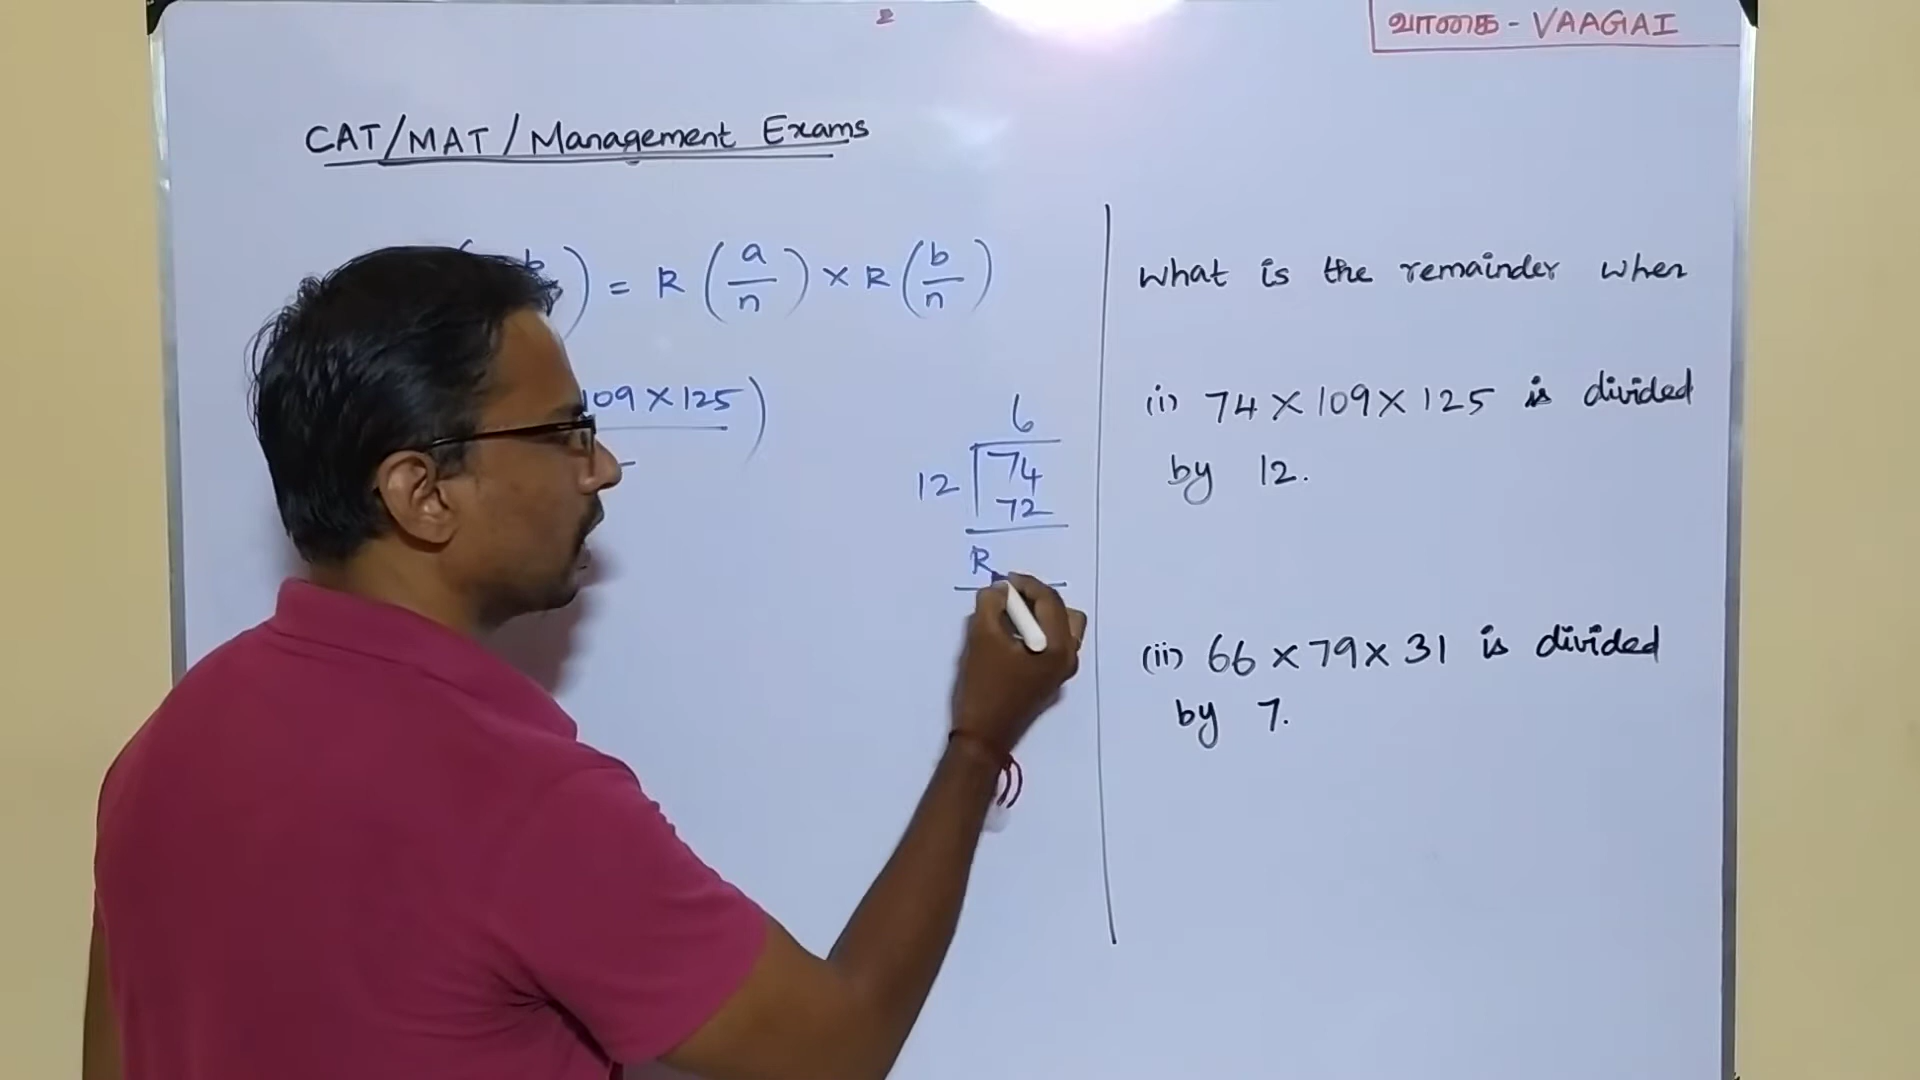 வாகை - VAAGAI
CAT/MAT/Management Exams
b ) = R (a/n) × R (b/n)
109 × 125 )
6
12 74
72
R
What is the remainder when
(i) 74 × 109 × 125 is divided
by 12.
(ii) 66 × 79 × 31 is divided
by 7.